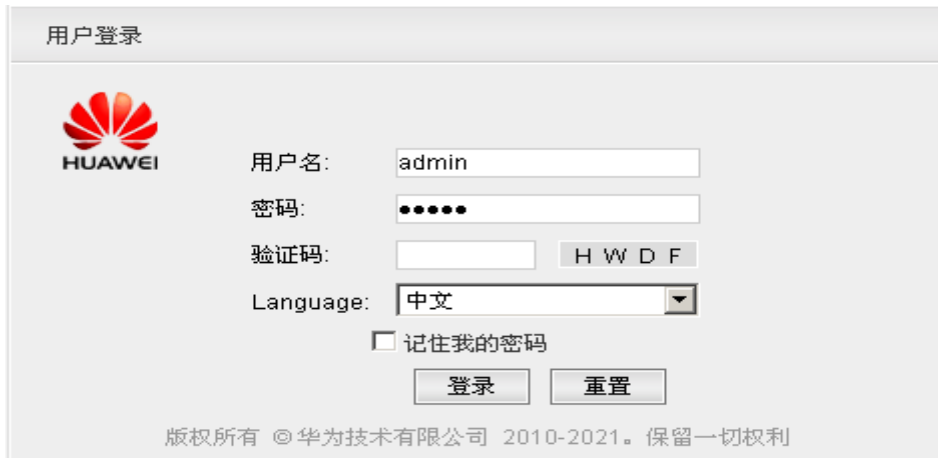 用户登录
HUAWEI
用户名: admin
密码: •••••
验证码: H W D F
Language: 中文
记住我的密码
登录 重置
版权所有 ©华为技术有限公司 2010-2021。保留一切权利